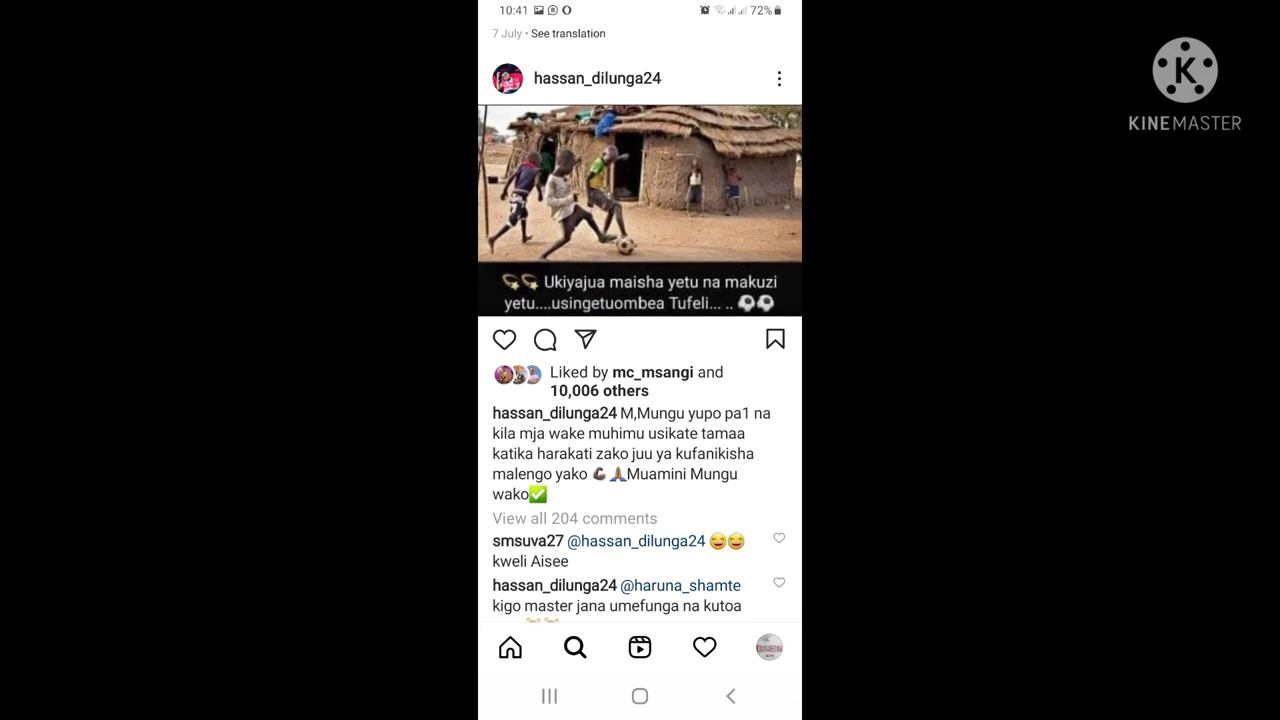 10:41
72%
7 July • See translation
hassan_dilunga24
KINEMASTER
Ukiyajua maisha yetu na makuzi
yetu....usingetuombea Tufeli... ..
Liked by mc_msangi and
10,006 others
hassan_dilunga24 M,Mungu yupo pa1 na
kila mja wake muhimu usikate tamaa
katika harakati zako juu ya kufanikisha
malengo yako 💪🏿🙏🏾Muamini Mungu
wako✅
View all 204 comments
smsuva27 @hassan_dilunga24 😂😂
kweli Aisee
hassan_dilunga24 @haruna_shamte
kigo master jana umefunga na kutoa